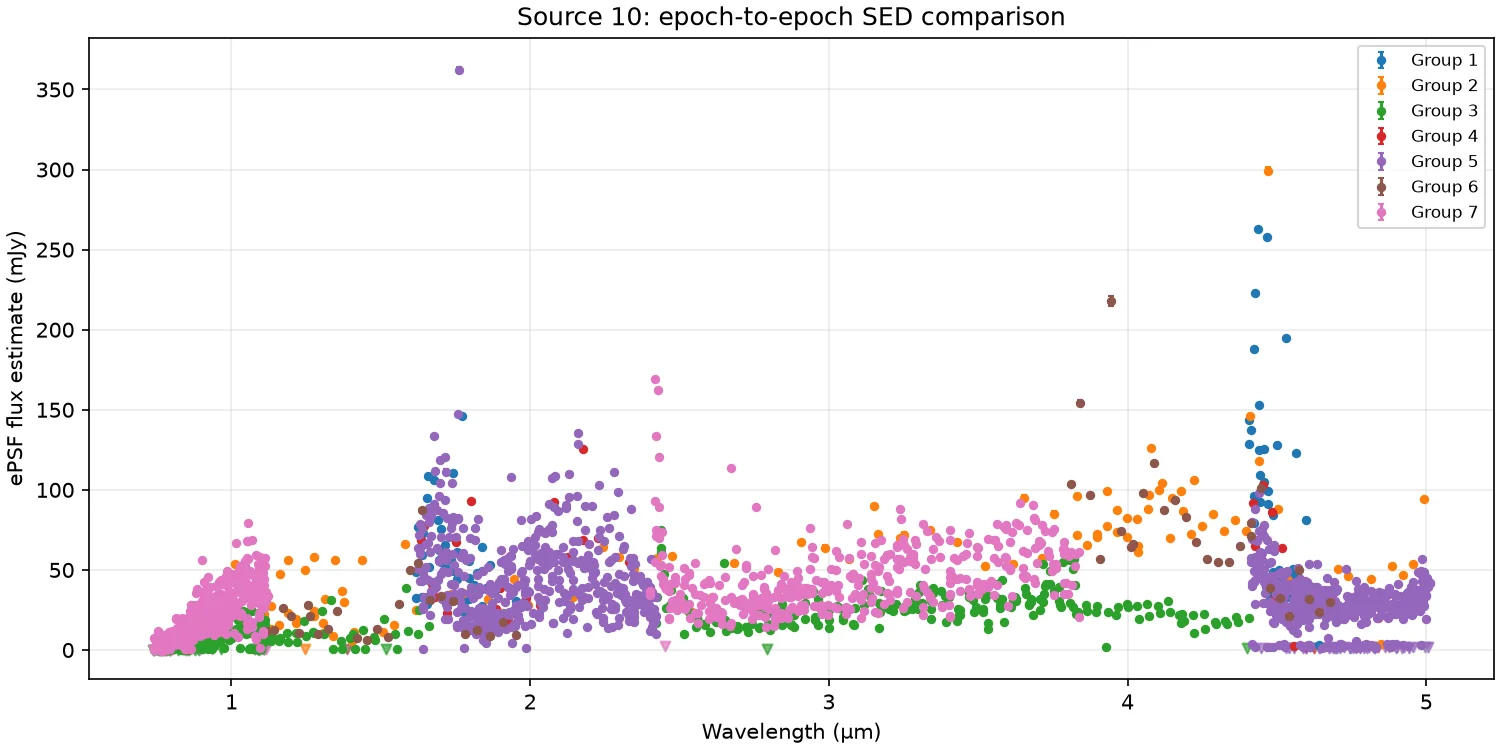 Source 10: epoch-to-epoch SED comparison
ePSF flux estimate (mJy)
350
300
250
200
150
100
50
0
1 2 3 4 5
Wavelength (µm)
Group 1
Group 2
Group 3
Group 4
Group 5
Group 6
Group 7